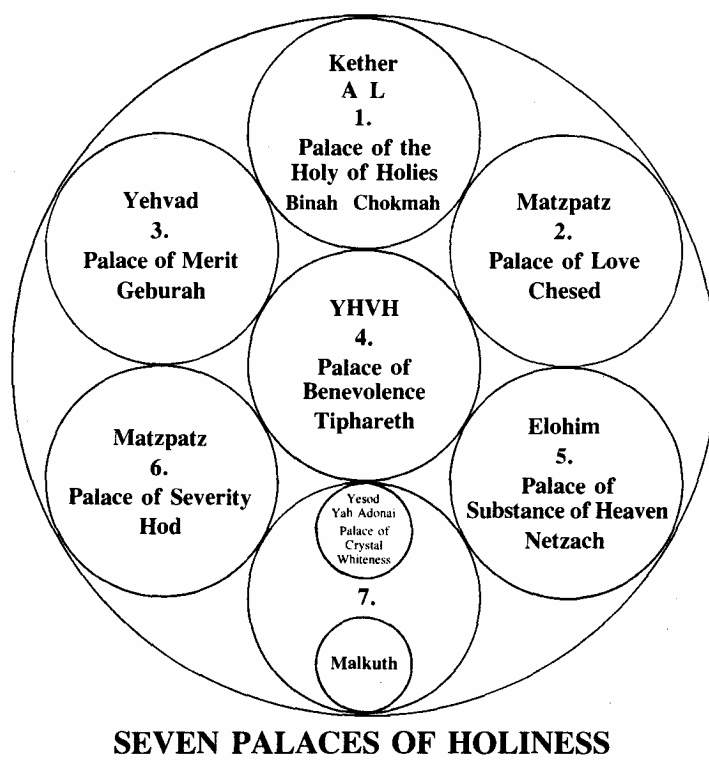 Kether
A L
1.
Palace of the
Holy of Holies
Binah Chokmah
Yehvad
3.
Palace of Merit
Geburah
Matzpatz
2.
Palace of Love
Chesed
YHVH
4.
Palace of
Benevolence
Tiphareth
Matzpatz
6.
Palace of Severity
Hod
Elohim
5.
Palace of
Substance of Heaven
Netzach
Yesod
Yah Adonai
Palace of
Crystal
Whiteness
7.
Malkuth
SEVEN PALACES OF HOLINESS